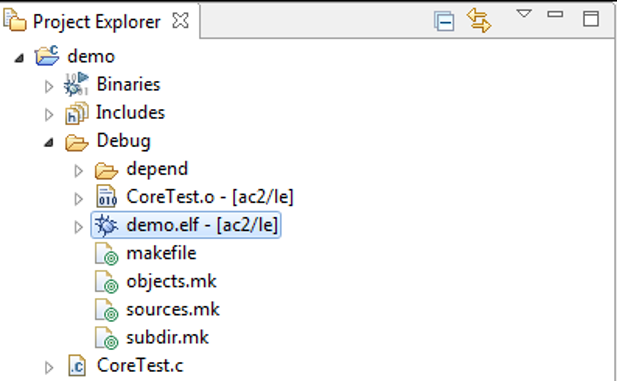 Project Explorer
demo
Binaries
Includes
Debug
depend
CoreTest.o - [ac2/le]
demo.elf - [ac2/le]
makefile
objects.mk
sources.mk
subdir.mk
CoreTest.c